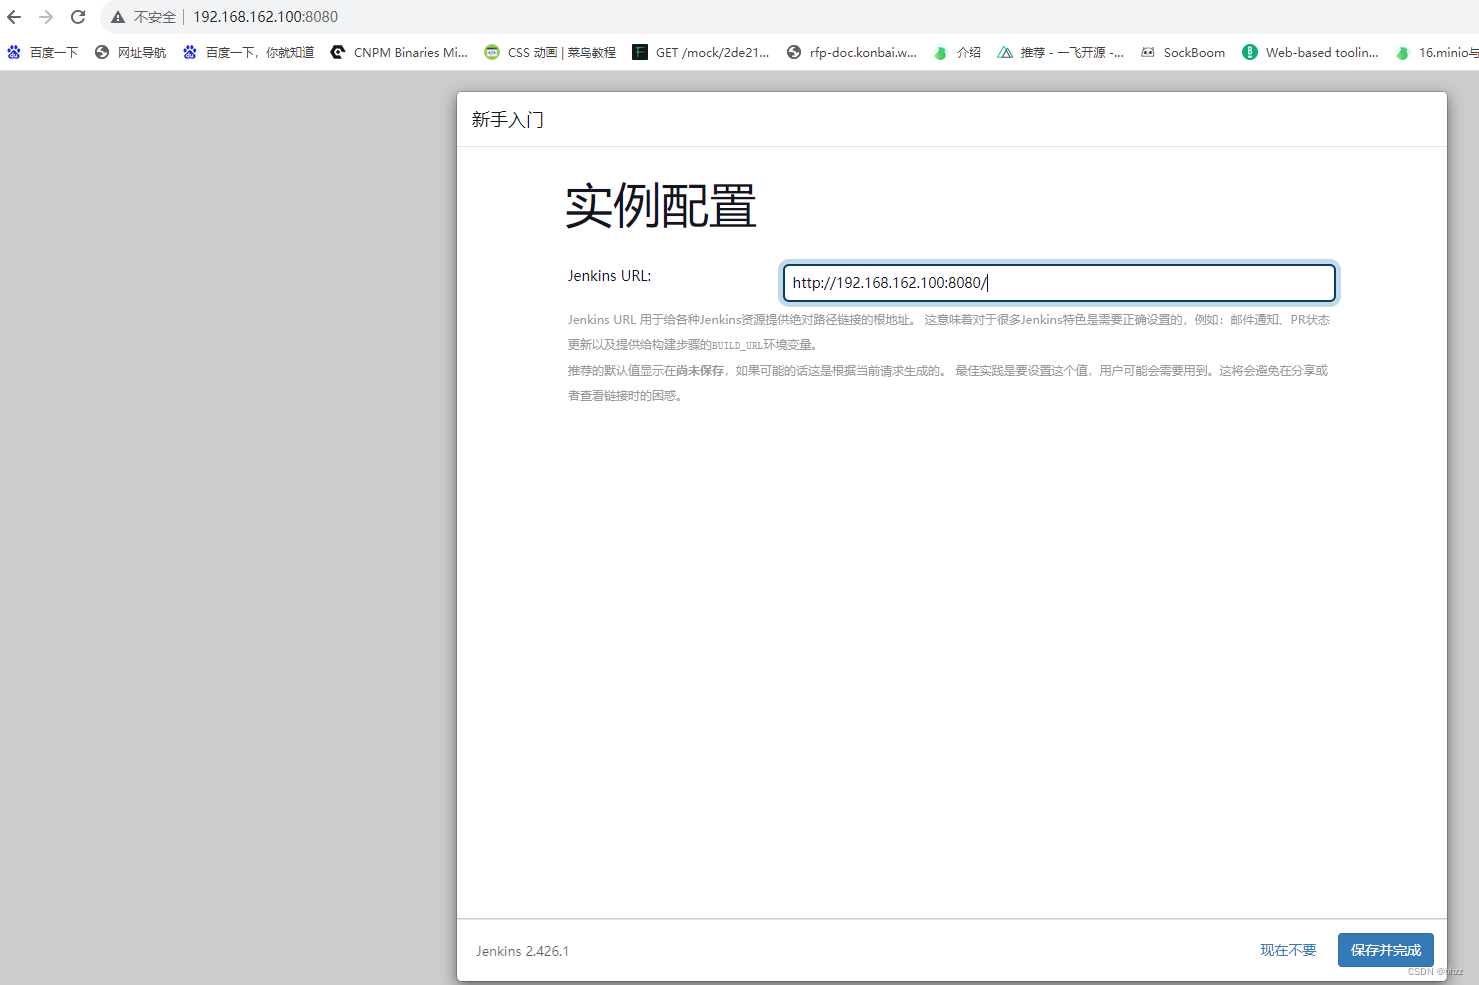 不安全 | 192.168.162.100:8080
百度一下 网址导航 百度一下，你就知道 CNPM Binaries Mi... CSS 动画 | 菜鸟教程 GET /mock/2de21... rfp-doc.konbai.w... 介绍 推荐 - 一飞开源 -... SockBoom Web-based toolin... 16.minio与
新手入门
实例配置
Jenkins URL: http://192.168.162.100:8080/
Jenkins URL 用于给各种Jenkins资源提供绝对路径链接的根地址。 这意味着对于很多Jenkins特色是需要正确设置的，例如：邮件通知、PR状态
更新以及提供给构建步骤的BUILD_URL环境变量。
推荐的默认值显示在尚未保存，如果可能的话这是根据当前请求生成的。 最佳实践是要设置这个值，用户可能会需要用到。这将会避免在分享或
者查看链接时的困惑。
Jenkins 2.426.1 现在不要 保存并完成